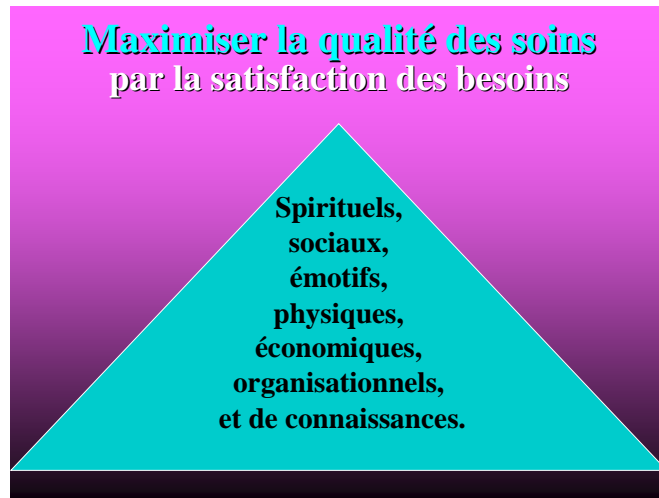 Maximiser la qualité des soins
par la satisfaction des besoins
Spirituels,
sociaux,
émotifs,
physiques,
économiques,
organisationnels,
et de connaissances.